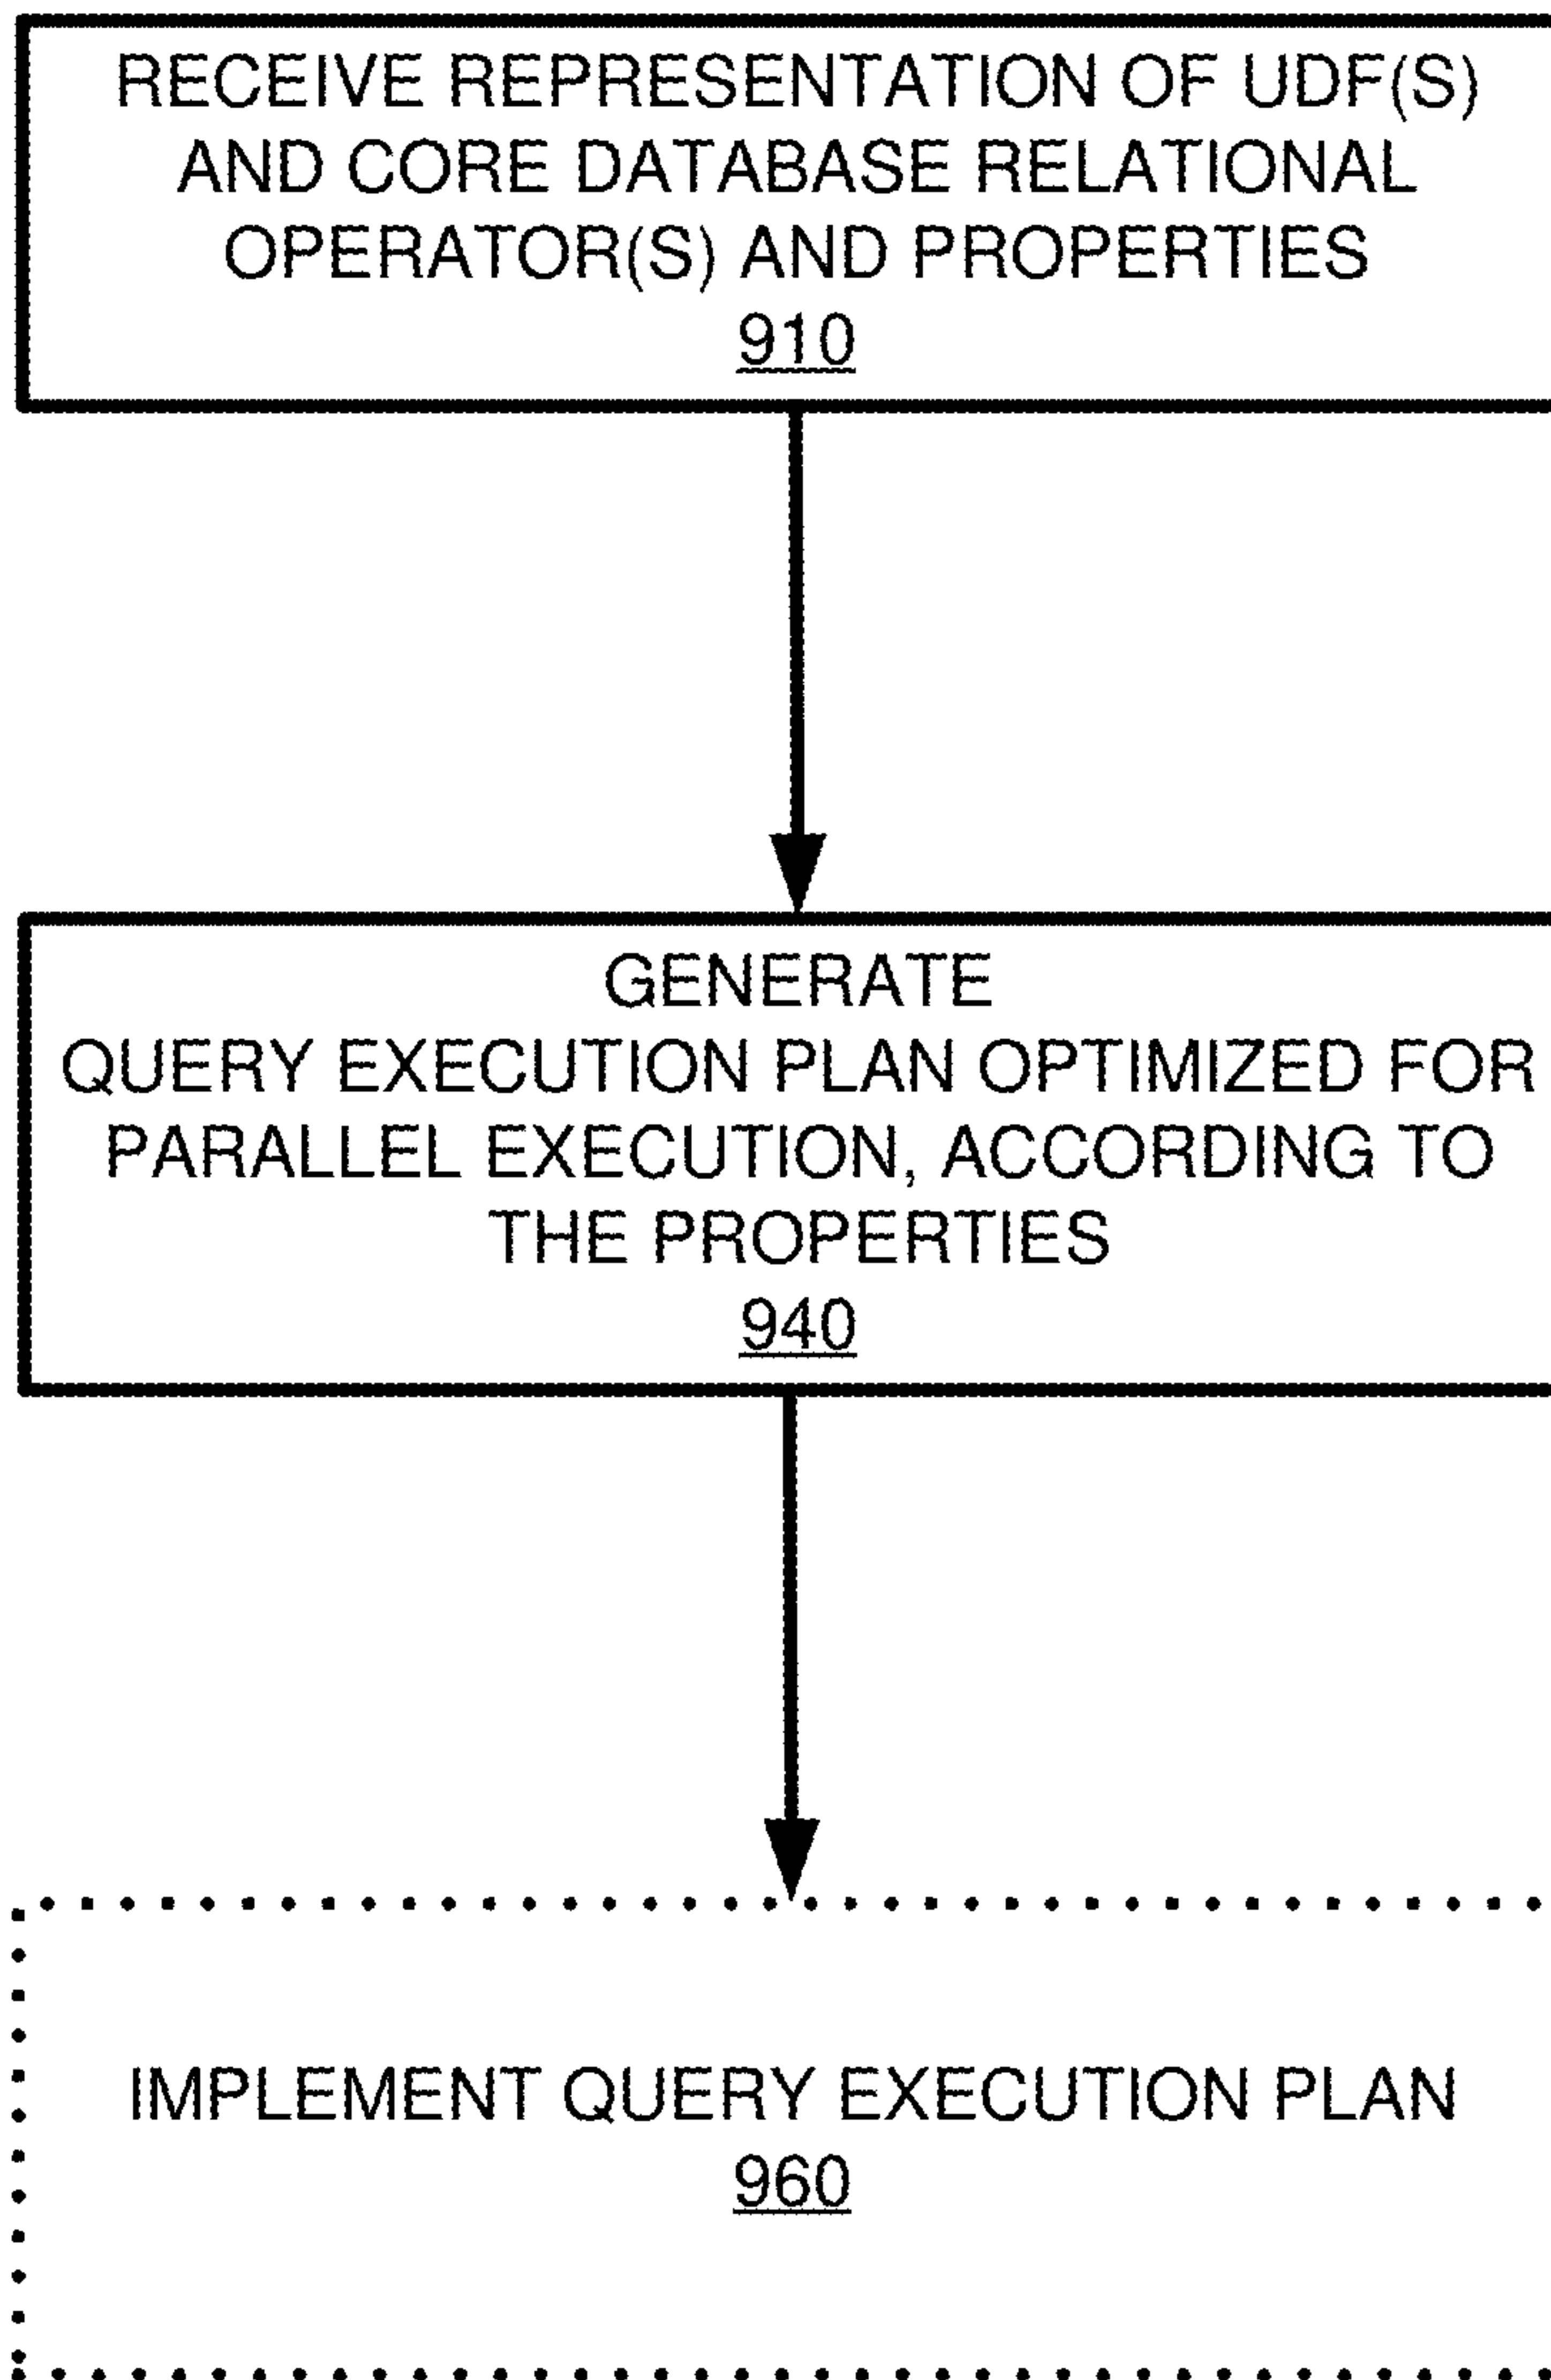 RECEIVE REPRESENTATION OF UDF(S)
AND CORE DATABASE RELATIONAL
OPERATOR(S) AND PROPERTIES
910
GENERATE
QUERY EXECUTION PLAN OPTIMIZED FOR
PARALLEL EXECUTION, ACCORDING TO
THE PROPERTIES
940
IMPLEMENT QUERY EXECUTION PLAN
960